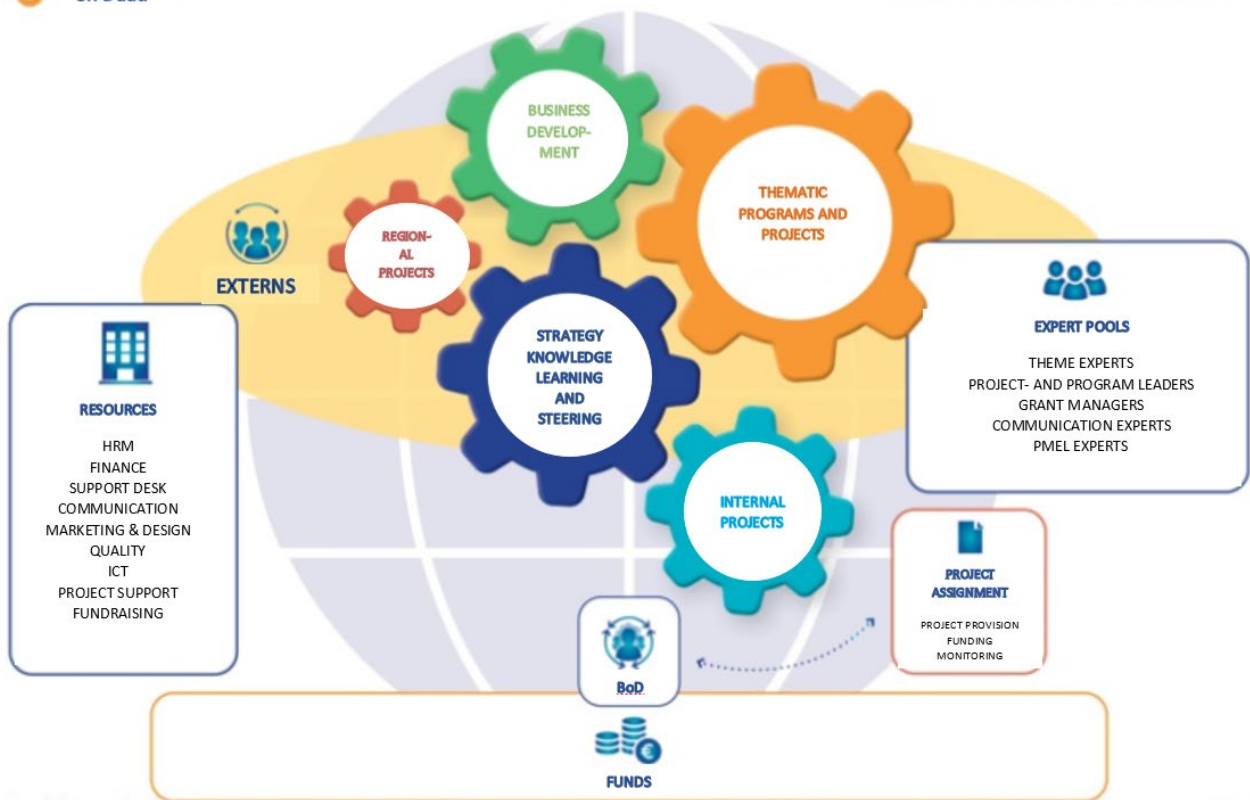 BUSINESS
DEVELOP-
MENT
THEMATIC
PROGRAMS AND
PROJECTS
REGION-
AL
PROJECTS
EXTERNS
STRATEGY
KNOWLEDGE
LEARNING
AND
STEERING
INTERNAL
PROJECTS
RESOURCES
HRM
FINANCE
SUPPORT DESK
COMMUNICATION
MARKETING & DESIGN
QUALITY
ICT
PROJECT SUPPORT
FUNDRAISING
EXPERT POOLS
THEME EXPERTS
PROJECT- AND PROGRAM LEADERS
GRANT MANAGERS
COMMUNICATION EXPERTS
PMEL EXPERTS
PROJECT
ASSIGNMENT
PROJECT PROVISION
FUNDING
MONITORING
BoD
€
FUNDS